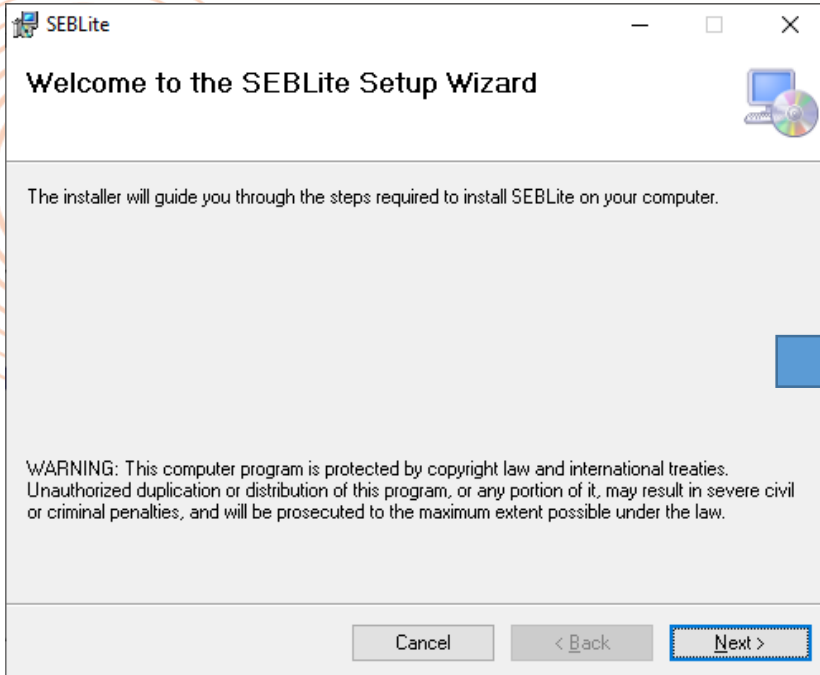 SEBLite
Welcome to the SEBLite Setup Wizard
The installer will guide you through the steps required to install SEBLite on your computer.
WARNING: This computer program is protected by copyright law and international treaties.
Unauthorized duplication or distribution of this program, or any portion of it, may result in severe civil
or criminal penalties, and will be prosecuted to the maximum extent possible under the law.
Cancel
< Back
Next >